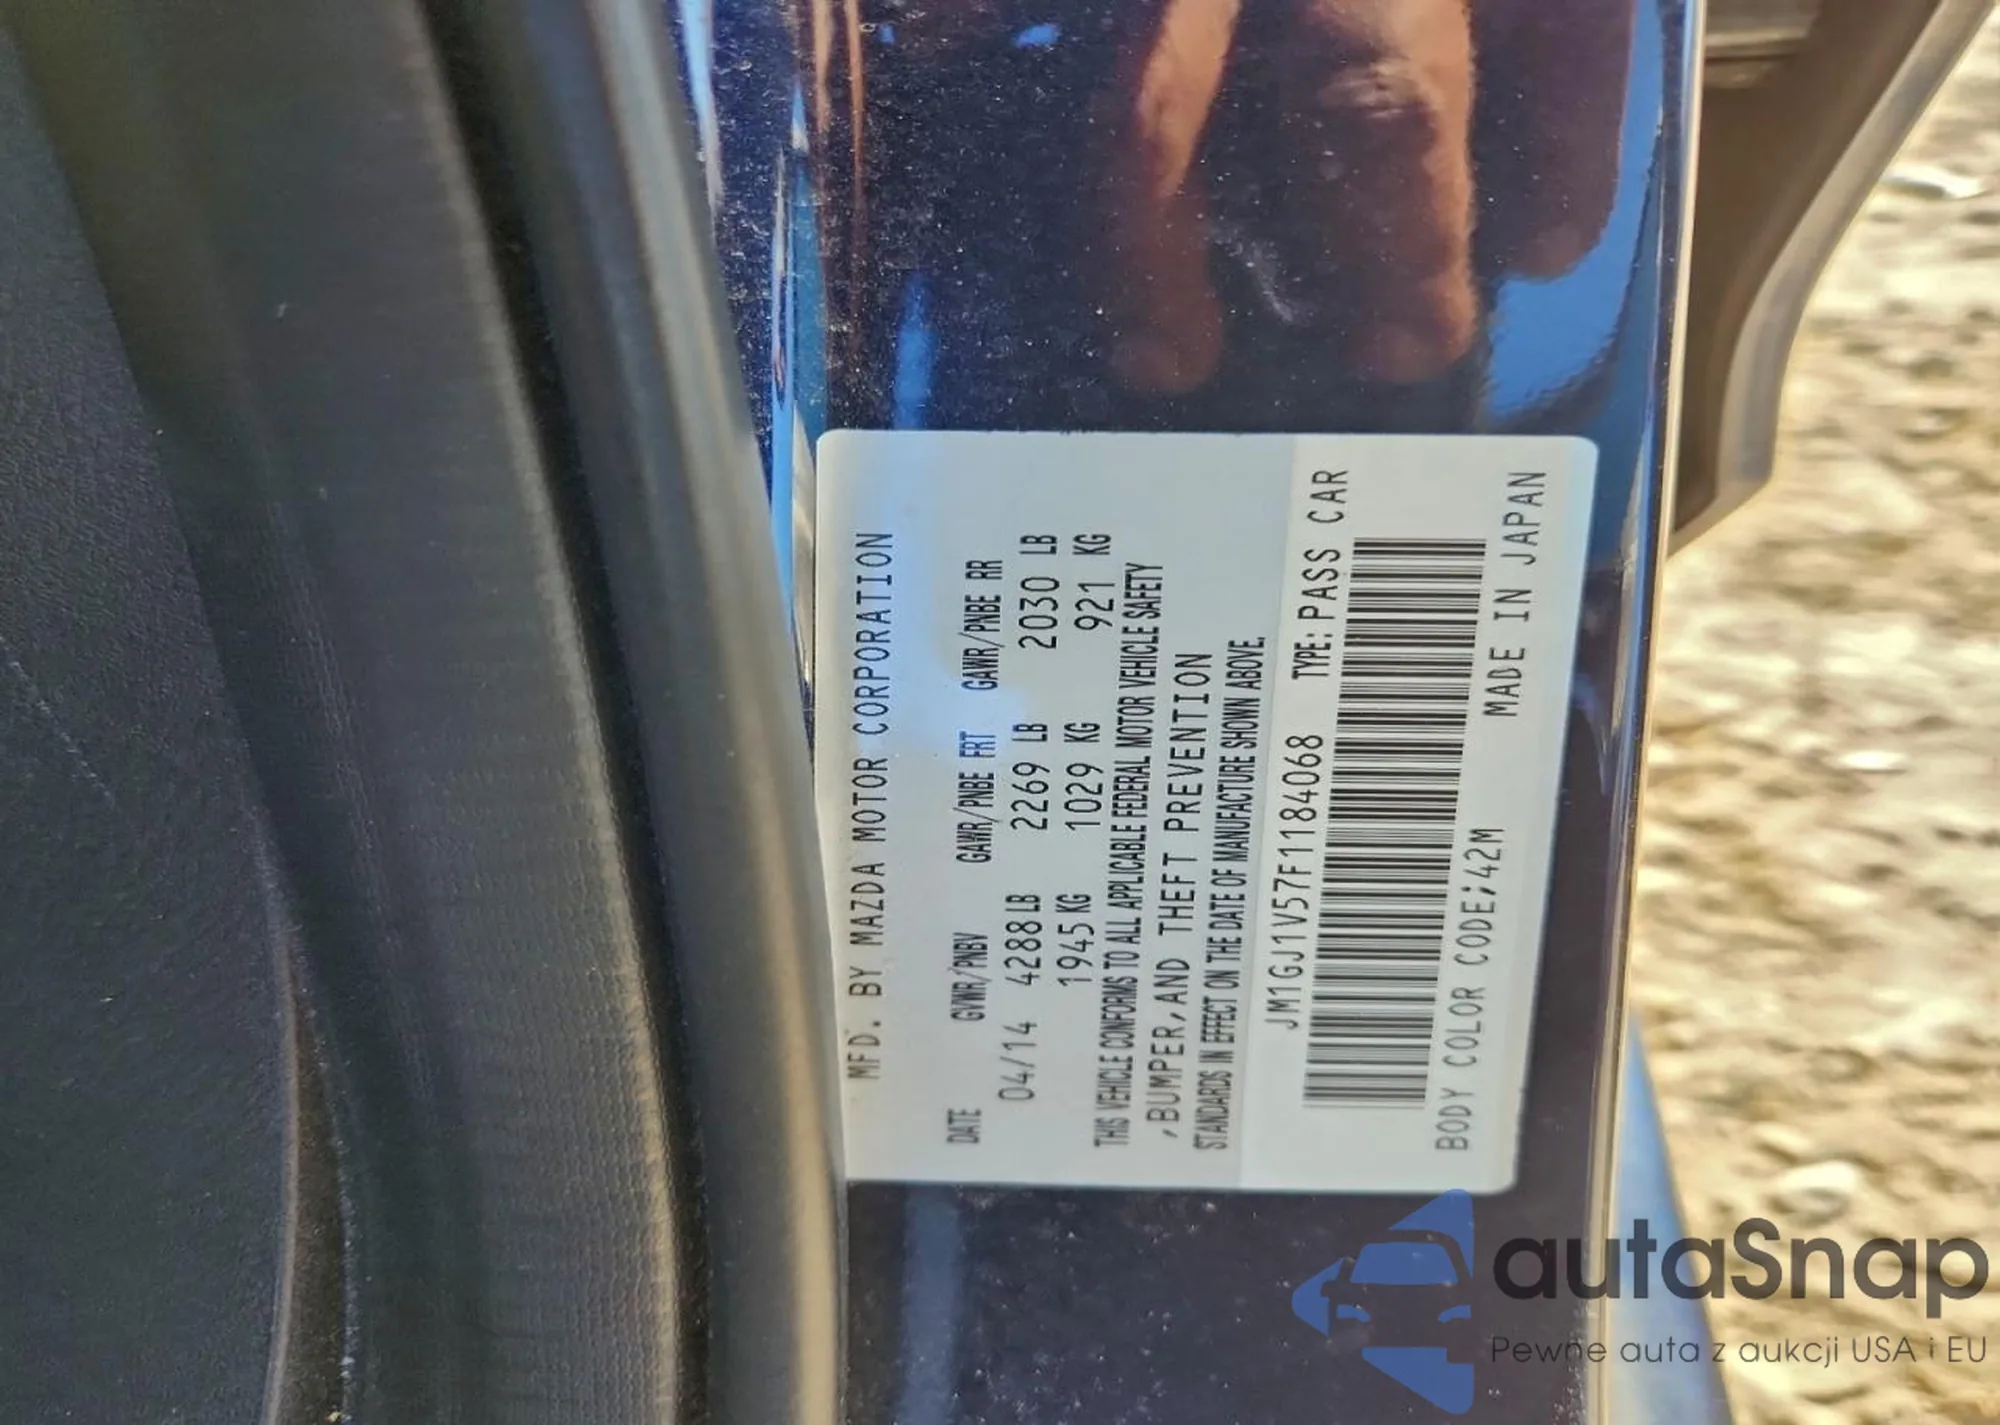 MFD. BY MAZDA MOTOR CORPORATION
DATE GVWR/PNBV GAWR/PNBE FRT GAWR/PNBE RR
04/14 4288 LB 2269 LB 2030 LB
1945 KG 1029 KG 921 KG
THIS VEHICLE CONFORMS TO ALL APPLICABLE FEDERAL MOTOR VEHICLE SAFETY
,BUMPER,AND THEFT PREVENTION
STANDARDS IN EFFECT ON THE DATE OF MANUFACTURE SHOWN ABOVE.
JM1GJ1V57F1184068 TYPE: PASS CAR
BODY COLOR CODE;42M MADE IN JAPAN
autaSnap
Pewne auta z aukcji USA i EU